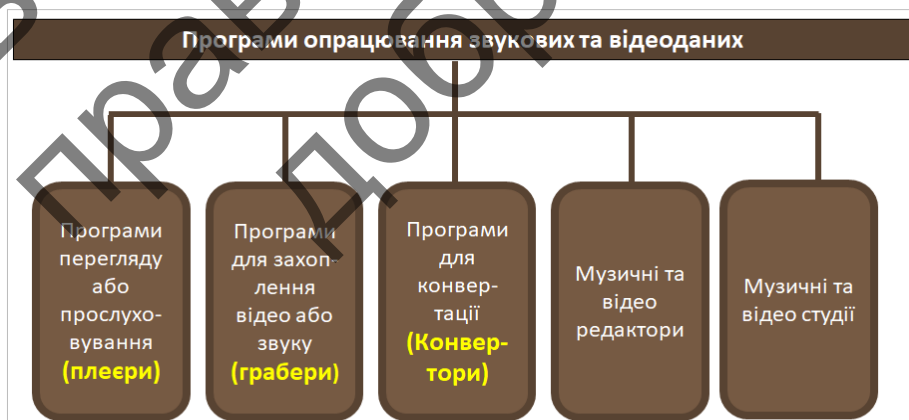 Програми опрацювання звукових та відеоданих
Програми
перегляду
або
прослухо-
вування
(плеєри)
Програми
для захоп-
лення
відео або
звуку
(грабери)
Програми
для
конвер-
тації
(Конвер-
тори)
Музичні та
відео
редактори
Музичні та
відео студії